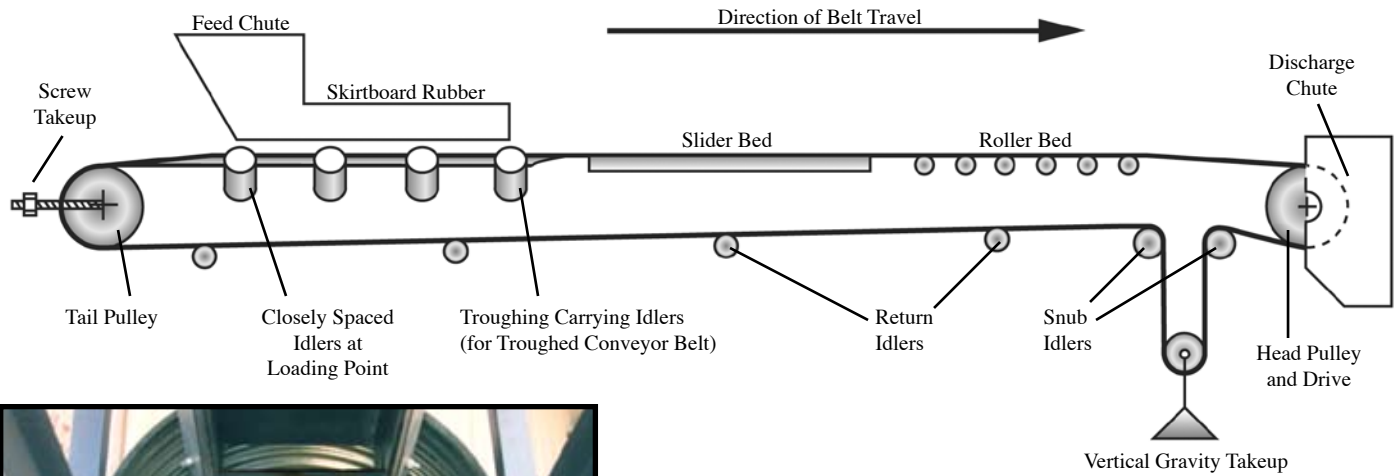 Direction of Belt Travel
Feed Chute
Discharge
Chute
Screw
Takeup
Skirtboard Rubber
Slider Bed
Roller Bed
Tail Pulley
Closely Spaced
Idlers at
Loading Point
Troughing Carrying Idlers
(for Troughed Conveyor Belt)
Return
Idlers
Snub
Idlers
Head Pulley
and Drive
Vertical Gravity Takeup